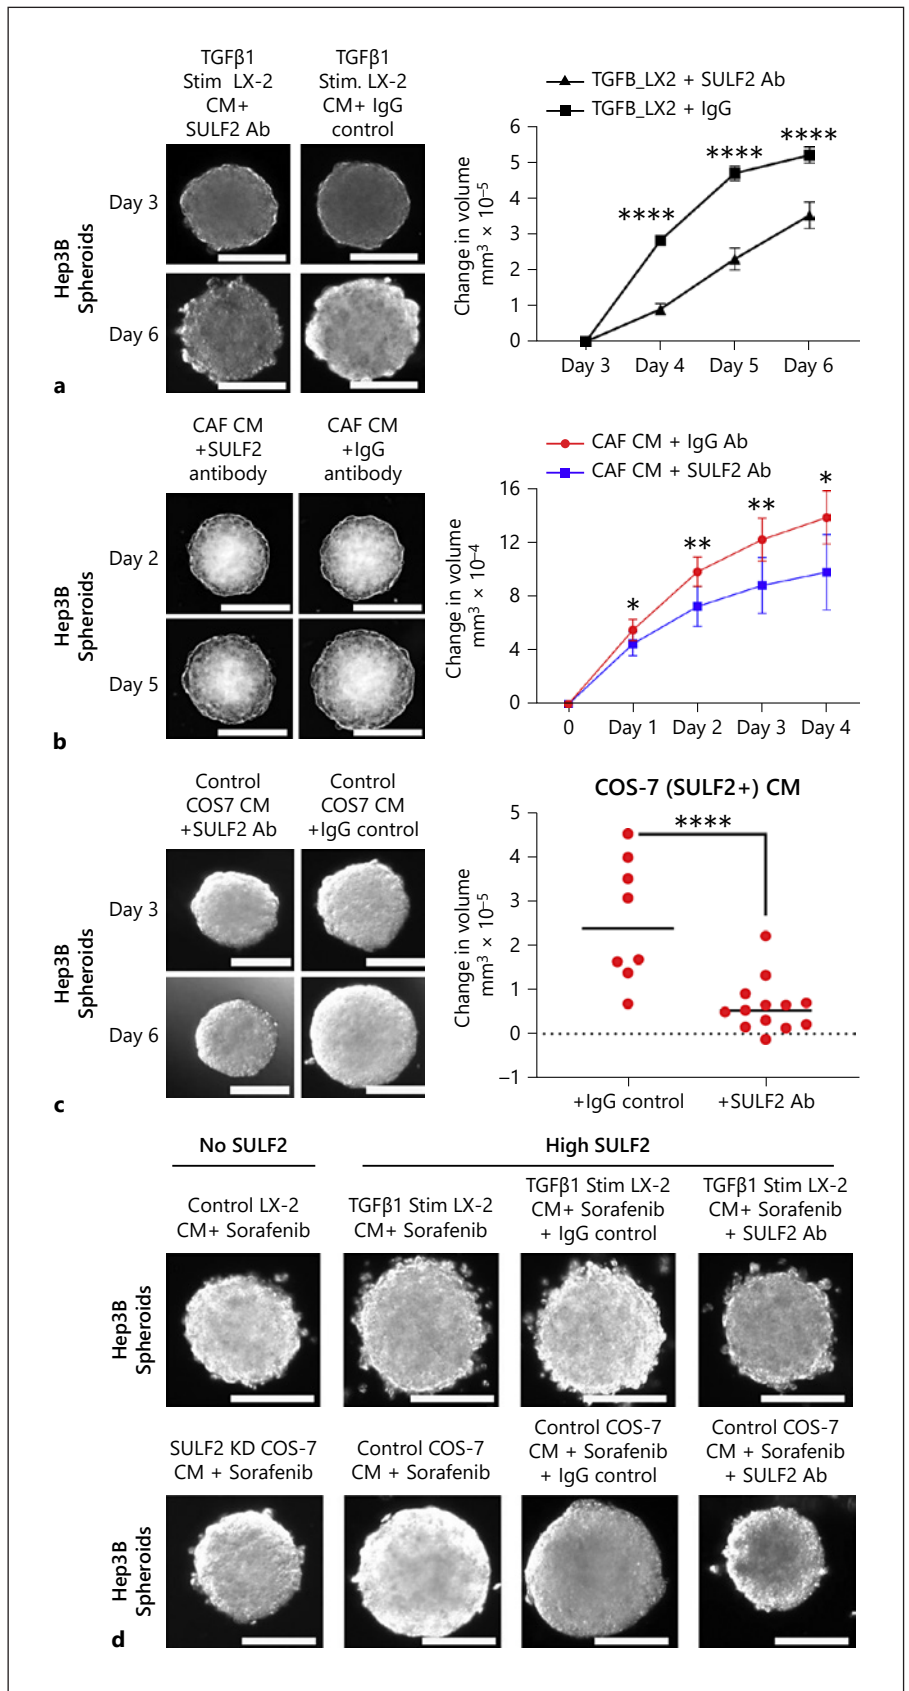 TGFβ1
Stim LX-2
CM+
SULF2 Ab
TGFβ1
Stim. LX-2
CM+ IgG
control
Hep3B
Spheroids
Day 3
Day 6
a
TGFB_LX2 + SULF2 Ab
TGFB_LX2 + IgG
Change in volume
mm³ × 10⁻⁵
6
5
4
3
2
1
0
****
****
****
Day 3
Day 4
Day 5
Day 6
CAF CM
+SULF2
antibody
CAF CM
+IgG
antibody
Hep3B
Spheroids
Day 2
Day 5
b
CAF CM + IgG Ab
CAF CM + SULF2 Ab
Change in volume
mm³ × 10⁻⁴
16
12
8
4
0
*
**
**
*
0
Day 1
Day 2
Day 3
Day 4
Control
COS7 CM
+SULF2 Ab
Control
COS7 CM
+IgG control
Hep3B
Spheroids
Day 3
Day 6
c
COS-7 (SULF2+) CM
Change in volume
mm³ × 10⁻⁵
5
4
3
2
1
0
−1
****
+IgG control
+SULF2 Ab
No SULF2
High SULF2
Control LX-2
CM+ Sorafenib
TGFβ1 Stim LX-2
CM+ Sorafenib
TGFβ1 Stim LX-2
CM+ Sorafenib
+ IgG control
TGFβ1 Stim LX-2
CM+ Sorafenib
+ SULF2 Ab
Hep3B
Spheroids
SULF2 KD COS-7
CM + Sorafenib
Control COS-7
CM + Sorafenib
Control COS-7
CM + Sorafenib
+ IgG control
Control COS-7
CM + Sorafenib
+ SULF2 Ab
Hep3B
Spheroids
d